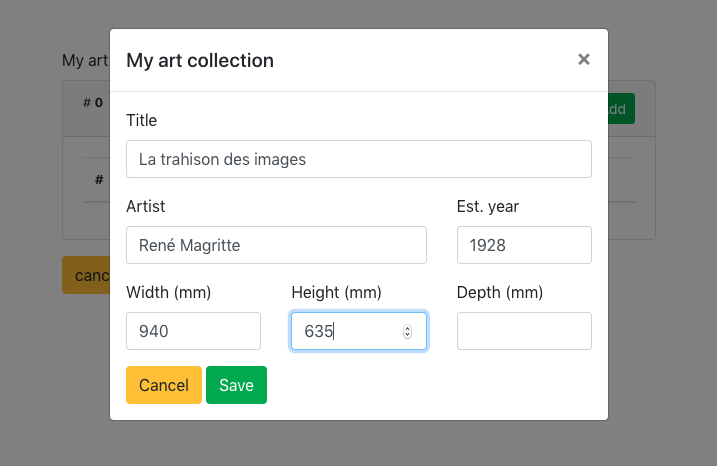 My art collection
×
My art
# 0
dd
Title
La trahison des images
#
Artist
Est. year
René Magritte
1928
canc
Width (mm)
Height (mm)
Depth (mm)
940
635
Cancel
Save